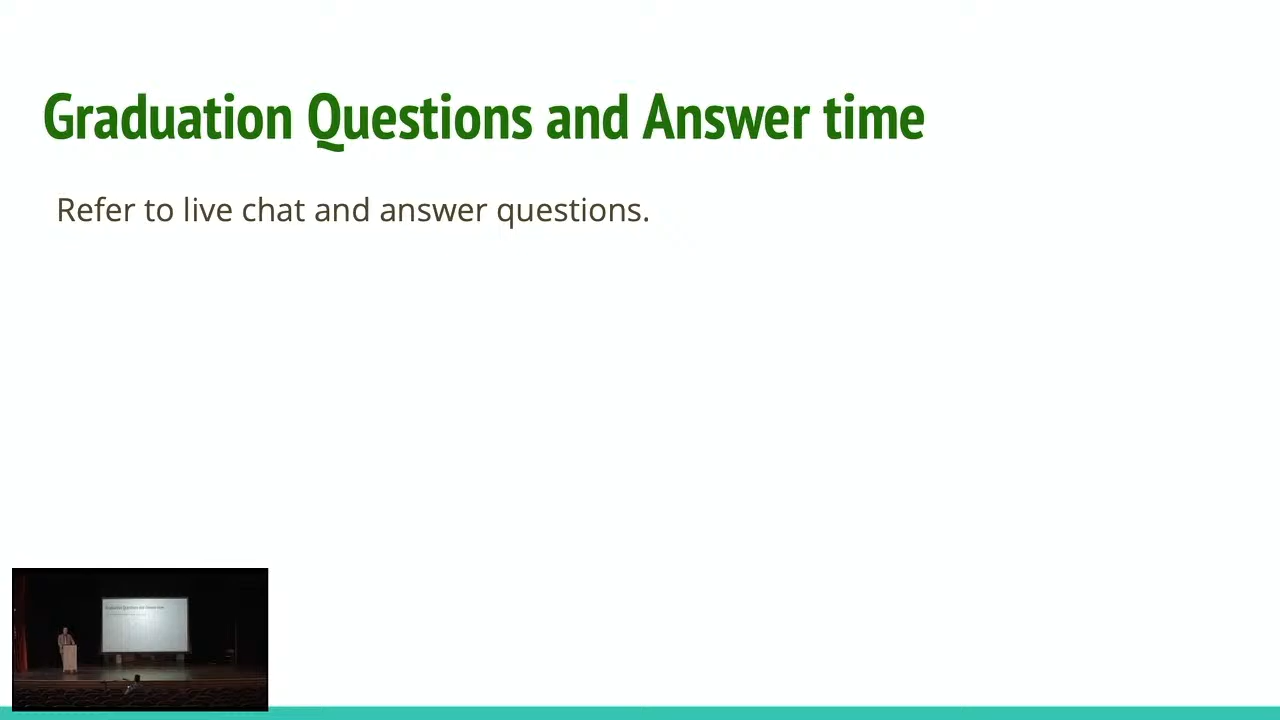 Graduation Questions and Answer time
Refer to live chat and answer questions.